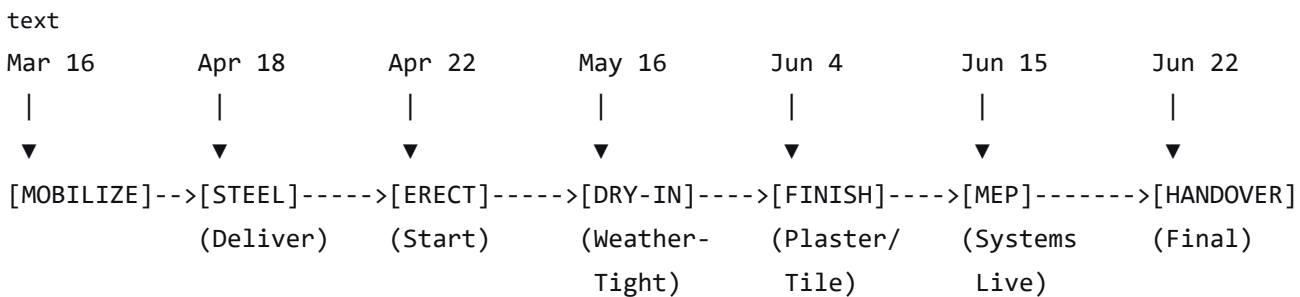 text
Mar 16 Apr 18 Apr 22 May 16 Jun 4 Jun 15 Jun 22
| | | | | | |
▼ ▼ ▼ ▼ ▼ ▼ ▼
[MOBILIZE]-->[STEEL]----->[ERECT]----->[DRY-IN]---->[FINISH]---->[MEP]------->[HANDOVER]
(Deliver) (Start) (Weather- (Plaster/ (Systems (Final)
Tight) Tile) Live)